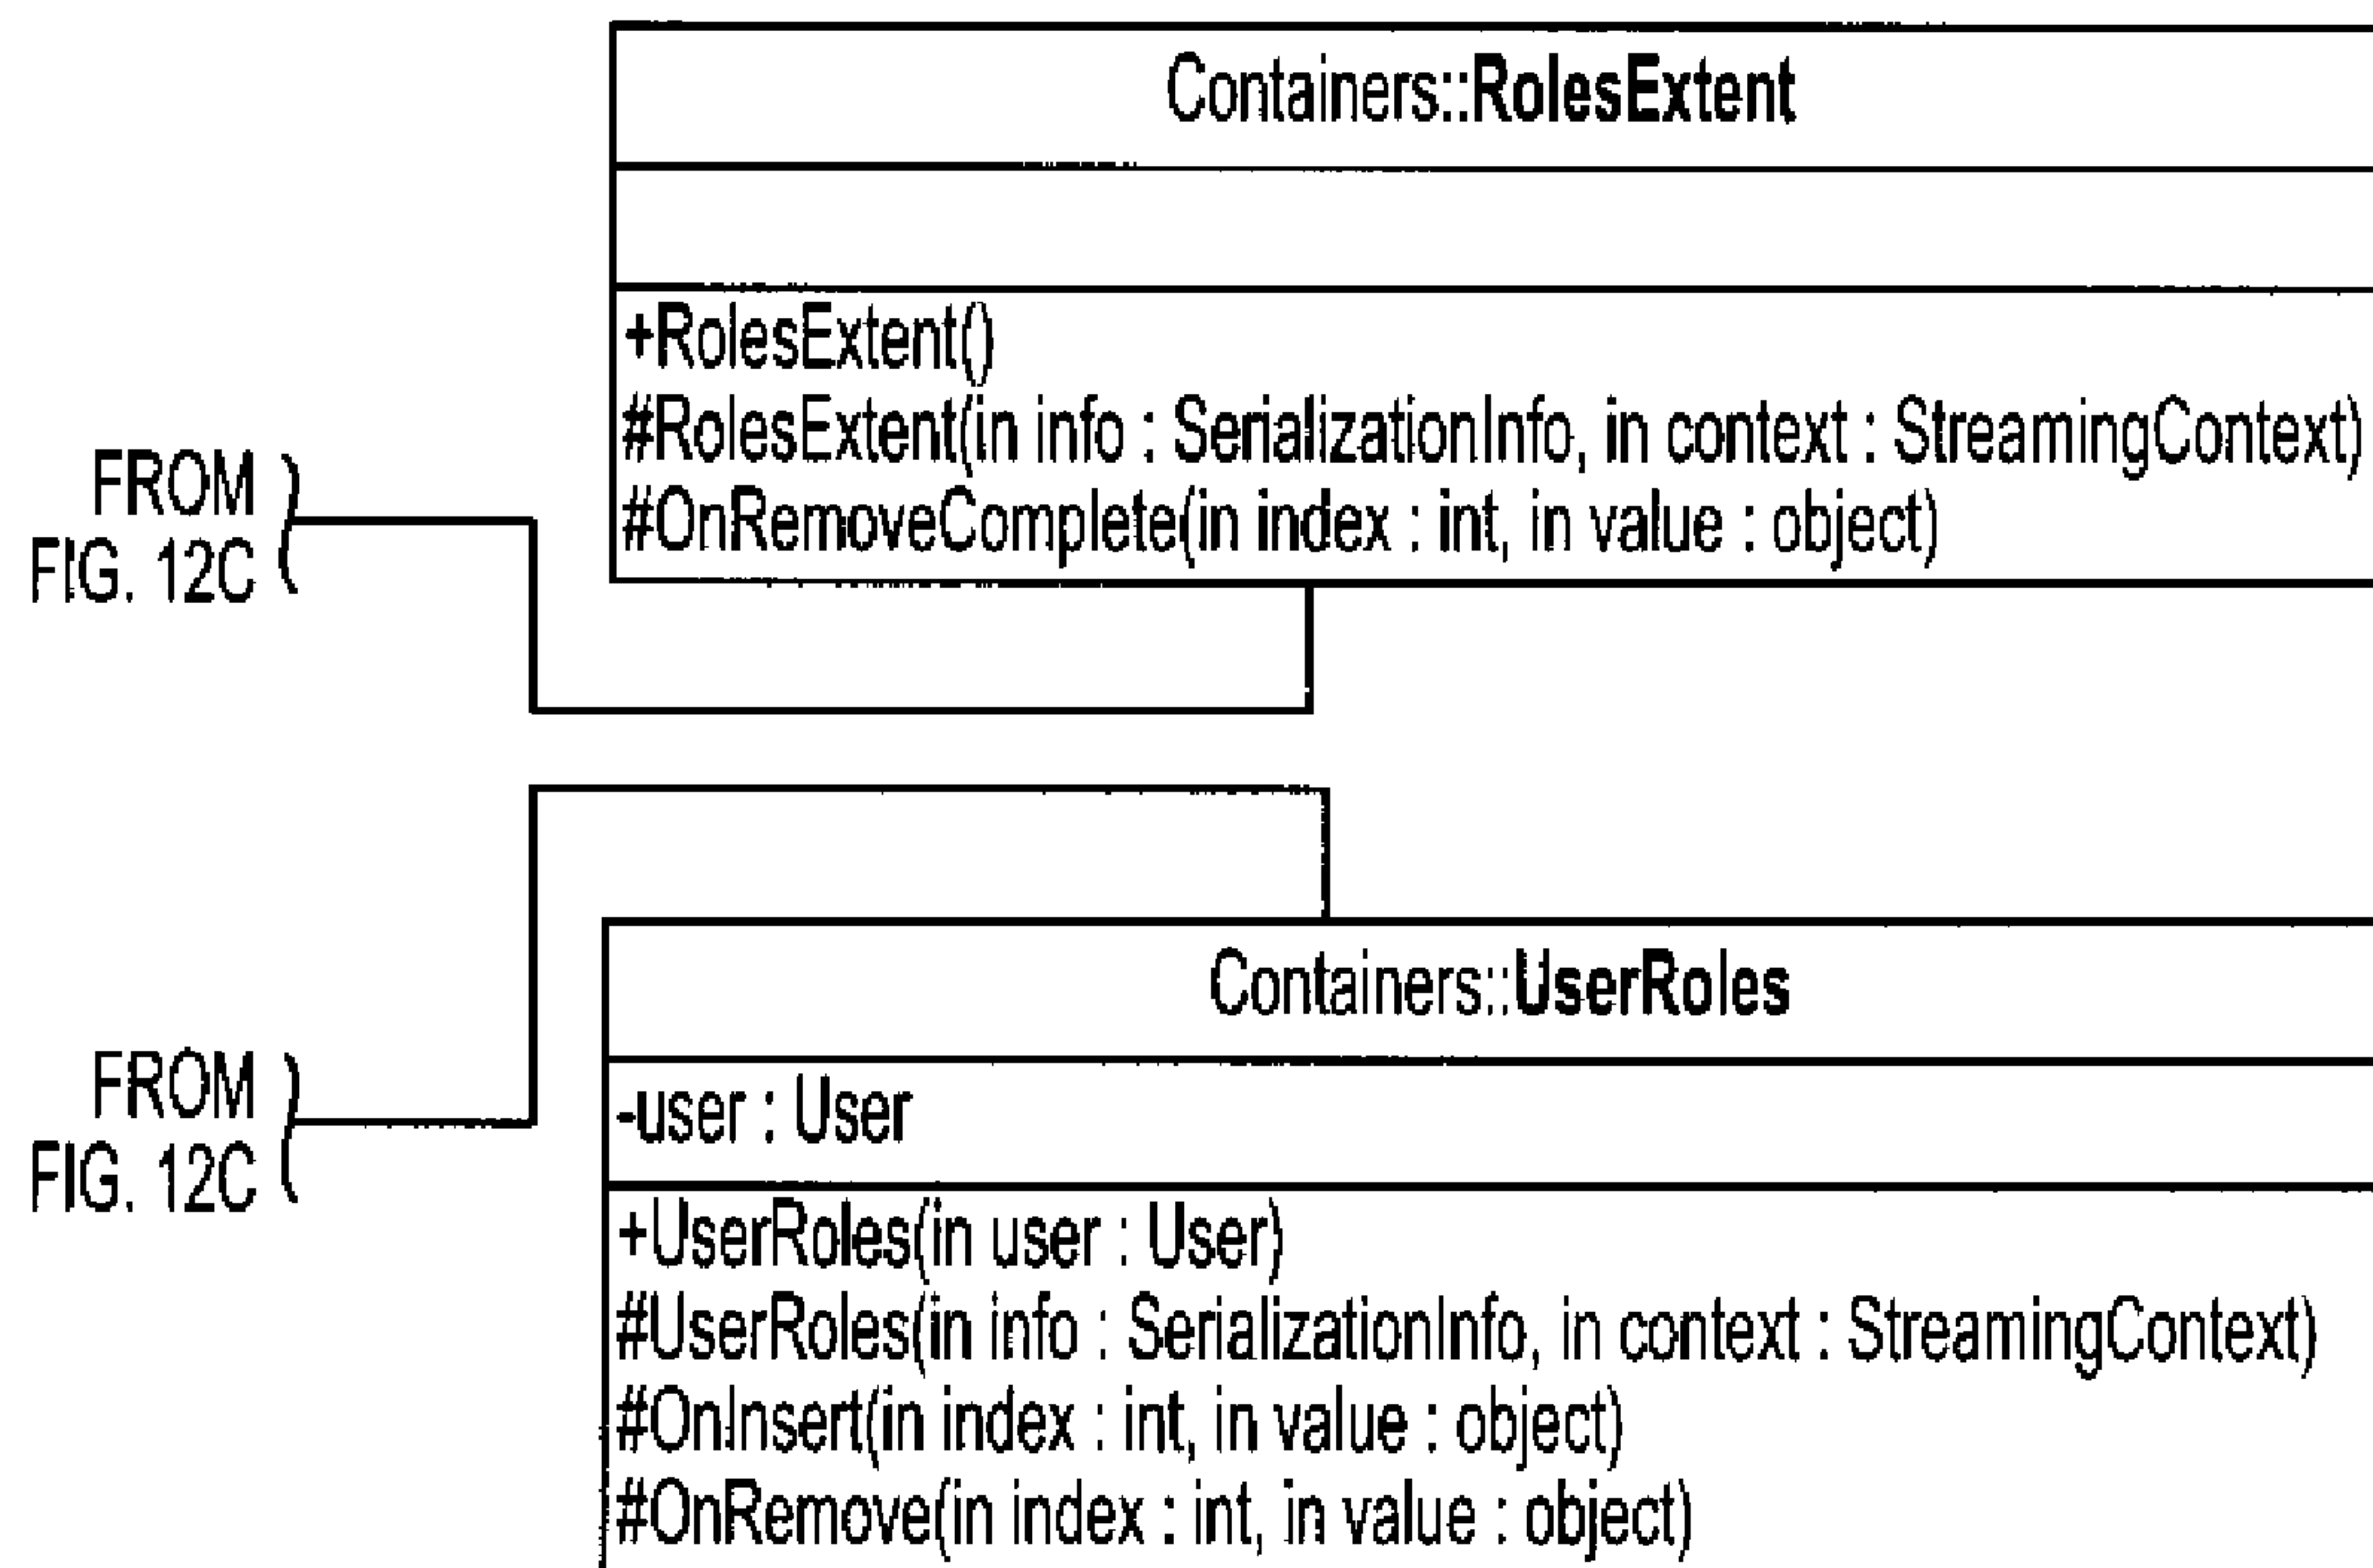 Containers::RolesExtent
+RolesExtent()
#RolesExtent(in info : SerializationInfo, in context : StreamingContext)
#OnRemoveComplete(in index : int, in value : object)
FROM
FIG. 12C
Containers::UserRoles
-user : User
FROM
FIG. 12C
+UserRoles(in user : User)
#UserRoles(in info : SerializationInfo, in context : StreamingContext)
#OnInsert(in index : int, in value : object)
#OnRemove(in index : int, in value : object)